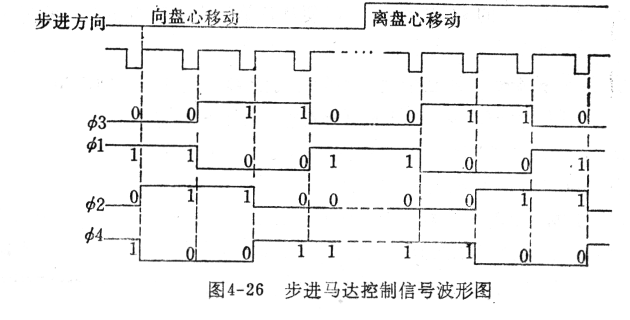 步进方向 向盘心移动 离盘心移动
····
φ3 0 0 1 1 0 0 1 1 0
φ1 1 1 0 0 1 1 0 0 1
φ2 0 1 1 0 0 0 0 1 1
φ4 1 0 0 1 1 1 1 0 0
图4-26 步进马达控制信号波形图